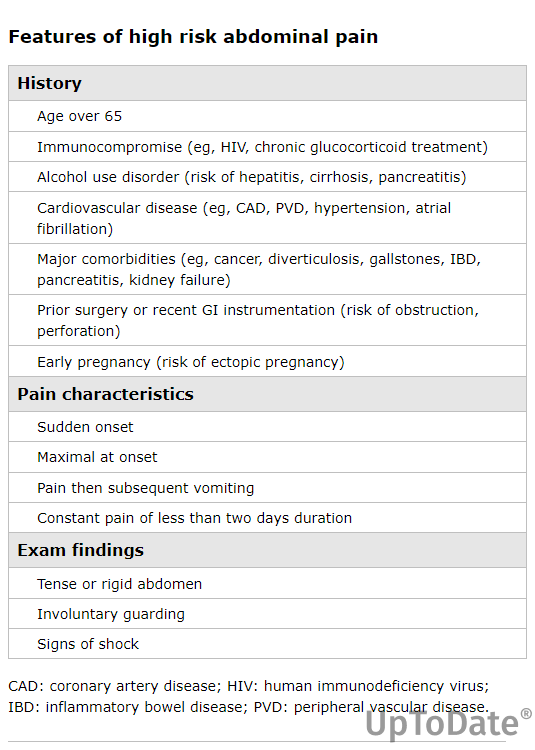 Features of high risk abdominal pain
History
Age over 65
Immunocompromise (eg, HIV, chronic glucocorticoid treatment)
Alcohol use disorder (risk of hepatitis, cirrhosis, pancreatitis)
Cardiovascular disease (eg, CAD, PVD, hypertension, atrial
fibrillation)
Major comorbidities (eg, cancer, diverticulosis, gallstones, IBD,
pancreatitis, kidney failure)
Prior surgery or recent GI instrumentation (risk of obstruction,
perforation)
Early pregnancy (risk of ectopic pregnancy)
Pain characteristics
Sudden onset
Maximal at onset
Pain then subsequent vomiting
Constant pain of less than two days duration
Exam findings
Tense or rigid abdomen
Involuntary guarding
Signs of shock
CAD: coronary artery disease; HIV: human immunodeficiency virus;
IBD: inflammatory bowel disease; PVD: peripheral vascular disease.
UpToDate®